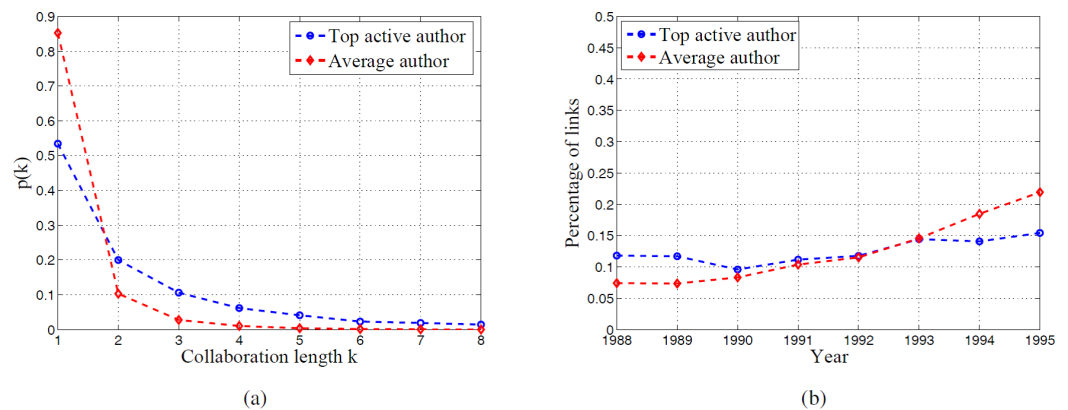 0.9
0.8
0.7
0.6
0.5
0.4
0.3
0.2
0.1
0
p(k)
Top active author
Average author
1 2 3 4 5 6 7 8
Collaboration length k
(a)
0.5
0.45
0.4
0.35
0.3
0.25
0.2
0.15
0.1
0.05
0
Percentage of links
Top active author
Average author
1988 1989 1990 1991 1992 1993 1994 1995
Year
(b)